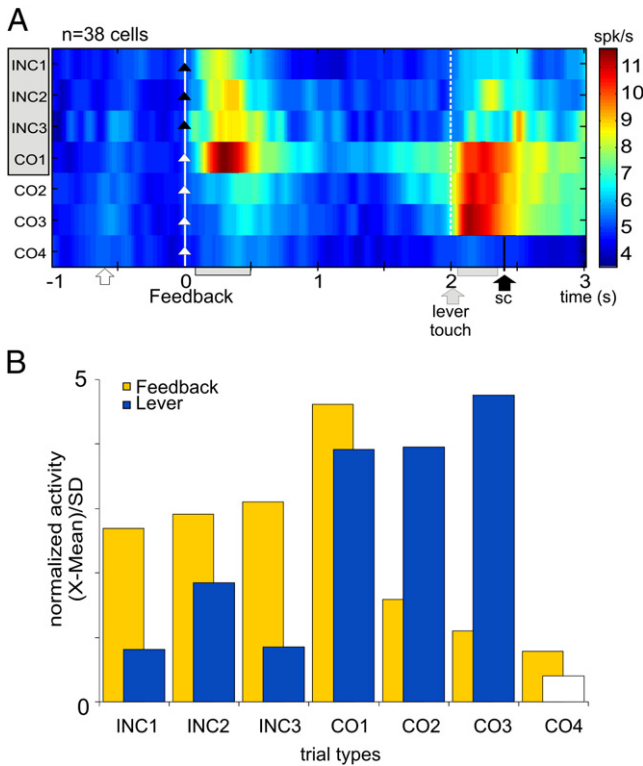 A
n=38 cells
spk/s
INC1
INC2
INC3
CO1
CO2
CO3
CO4
11
10
9
8
7
6
5
4
-1 0 1 2 3
Feedback
lever
touch
sc
time (s)
B
5
0
Feedback
Lever
normalized activity
(X-Mean)/SD
INC1 INC2 INC3 CO1 CO2 CO3 CO4
trial types